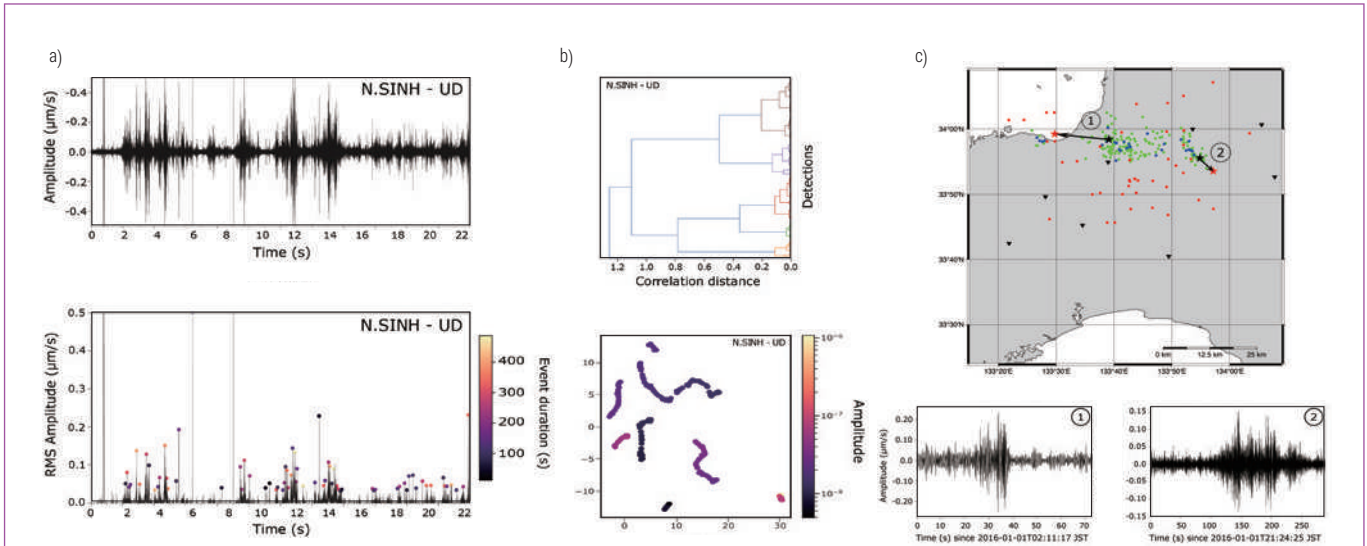 a)
N.SINH - UD
Amplitude (μm/s)
-0.4
-0.2
0.0
-0.2
-0.4
0 2 4 6 8 10 12 14 16 18 20 22
Time (s)
N.SINH - UD
RMS Amplitude (μm/s)
0.5
0.4
0.3
0.2
0.1
0.0
0 2 4 6 8 10 12 14 16 18 20 22
Time (s)
400
300
200
100
Event duration (s)
b)
N.SINH - UD
Detections
1.2 1.0 0.8 0.6 0.4 0.2 0.0
Correlation distance
N.SINH - UD
10
5
0
−5
−10
0 10 20 30
10⁻⁶
10⁻⁷
10⁻⁸
Amplitude
c)
34°00'N
33°50'N
33°40'N
33°30'N
1
2
0 km 12.5 km 25 km
133°20'E 133°30'E 133°40'E 133°50'E 134°00'E
1
Amplitude (μm/s)
0.20
0.10
0.0
-0.10
-0.20
0 10 20 30 40 50 60 70
Time (s) since 2016-01-01T02:11:17 JST
2
0.15
0.10
0.05
0.0
-0.05
-0.10
-0.15
0 50 100 150 200 250
Time (s) since 2016-01-01T21:24:25 JST